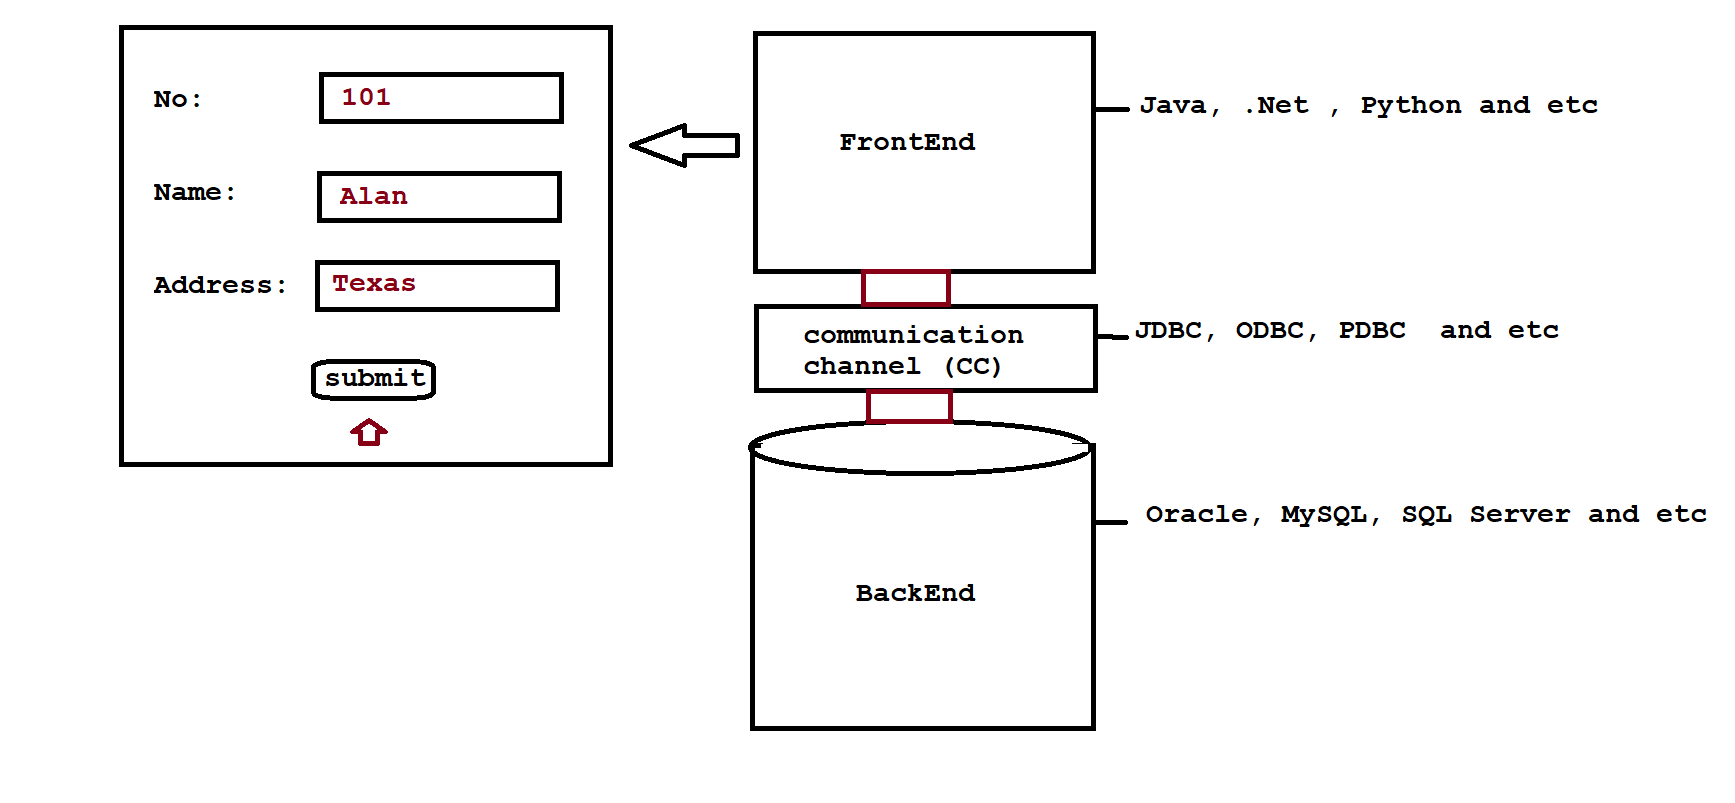 No: 101
Name: Alan
Address: Texas
submit
FrontEnd
Java, .Net , Python and etc
communication
channel (CC)
JDBC, ODBC, PDBC  and etc
BackEnd
Oracle, MySQL, SQL Server and etc